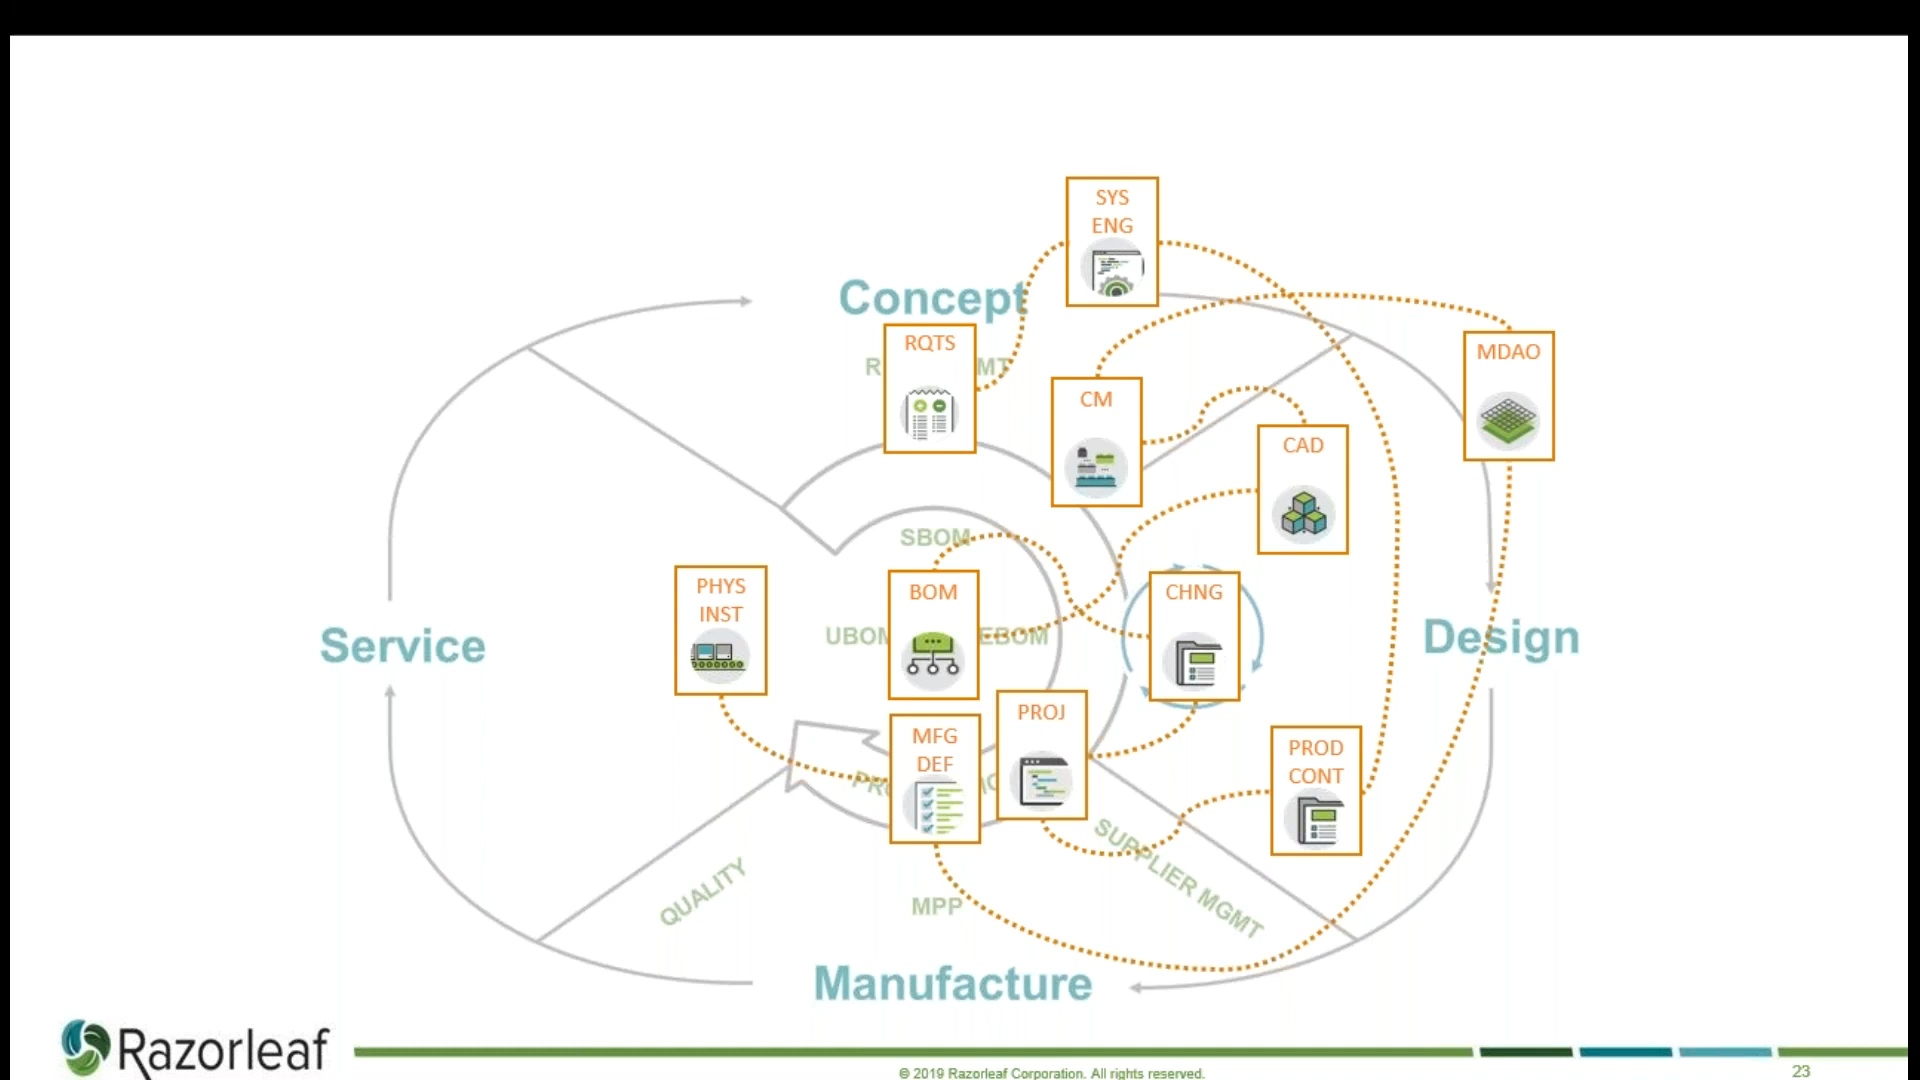 SYS
ENG
Concept
RQTS
MDAO
CM
CAD
SBOM
PHYS
INST
BOM
CHNG
UBOM
EBOM
Service
Design
PROJ
MFG
DEF
PROD
CONT
SUPPLIER MGMT
QUALITY
MPP
Manufacture
Razorleaf
© 2019 Razorleaf Corporation. All rights reserved.
23